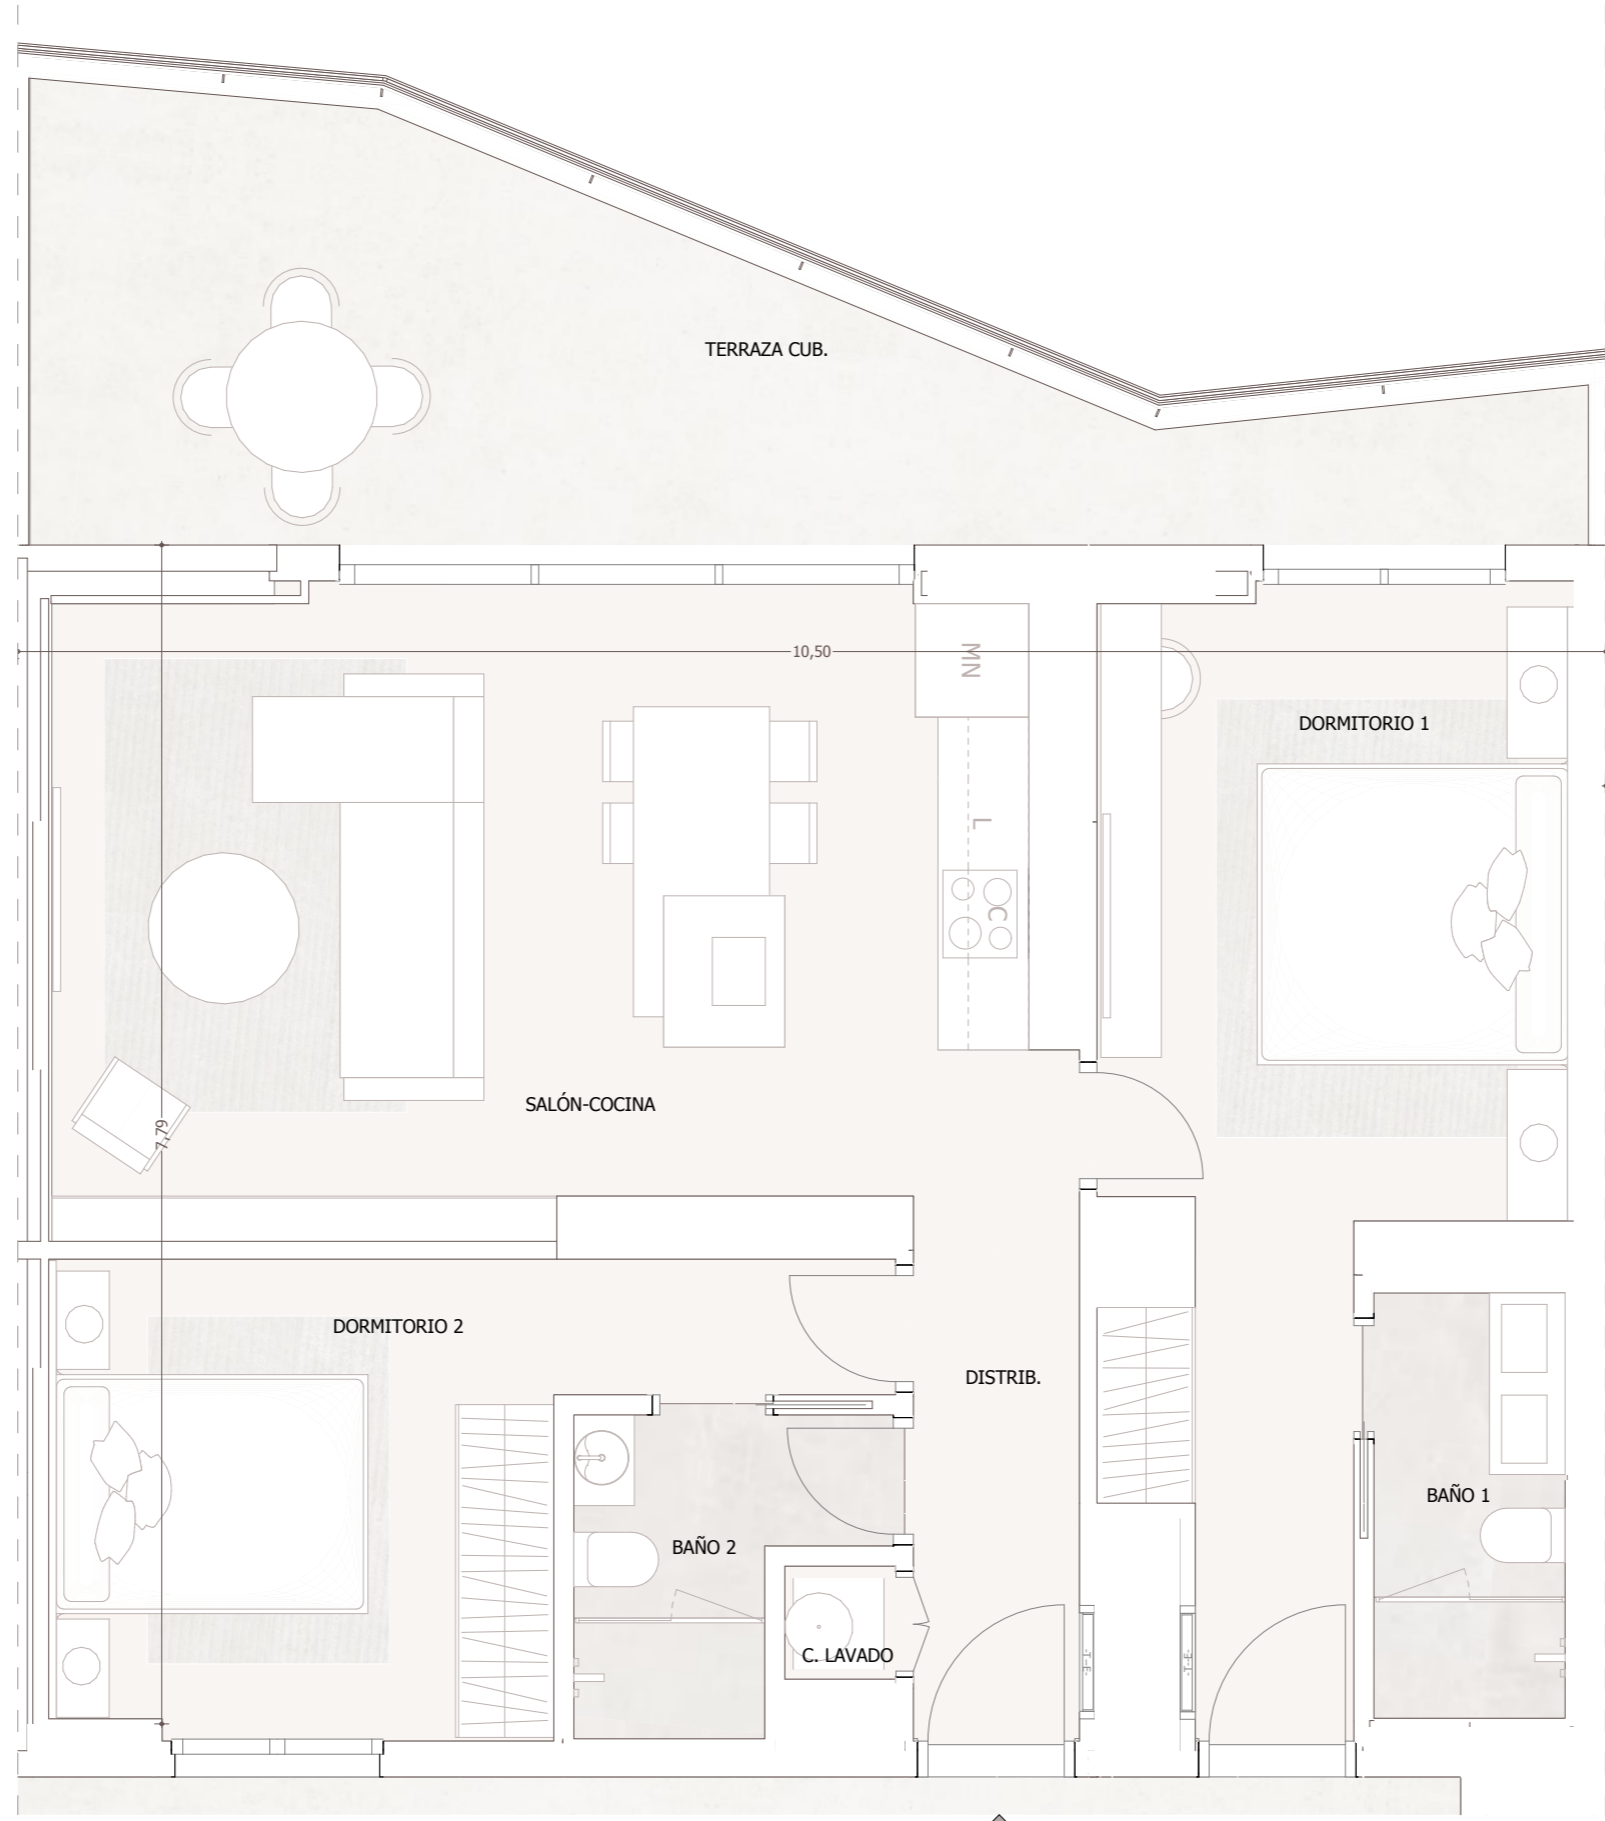 TERRAZA CUB.
10,50
MN
DORMITORIO 1
L
C
SALÓN-COCINA
7,79
DORMITORIO 2
DISTRIB.
BAÑO 1
BAÑO 2
C. LAVADO
-T-E-
-T-E-